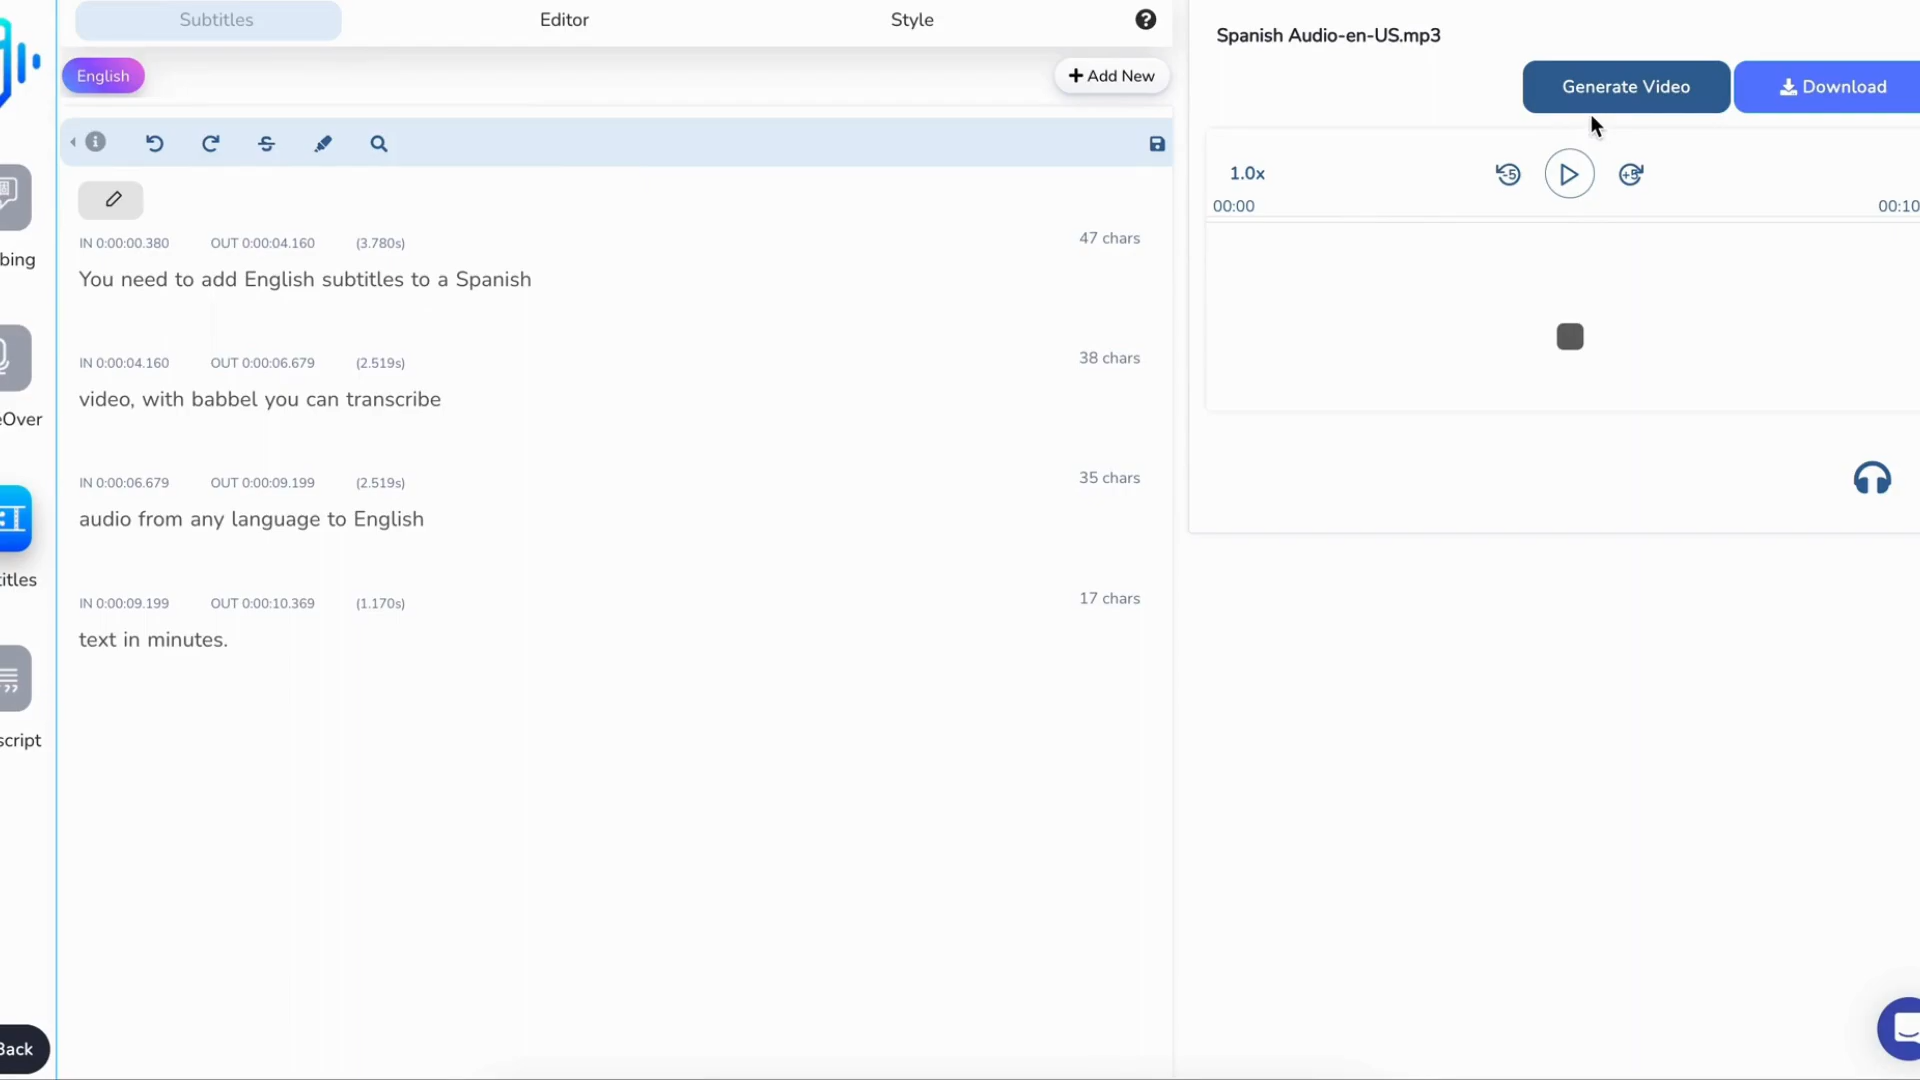 Subtitles
Editor
Style
?
English
+ Add New
i
IN 0:00:00.380 OUT 0:00:04.160 (3.780s) 47 chars
You need to add English subtitles to a Spanish
IN 0:00:04.160 OUT 0:00:06.679 (2.519s) 38 chars
video, with babbel you can transcribe
IN 0:00:06.679 OUT 0:00:09.199 (2.519s) 35 chars
audio from any language to English
IN 0:00:09.199 OUT 0:00:10.369 (1.170s) 17 chars
text in minutes.
Spanish Audio-en-US.mp3
Generate Video
Download
1.0x
-5
+5
00:00
00:10
bing
eOver
titles
script
Back